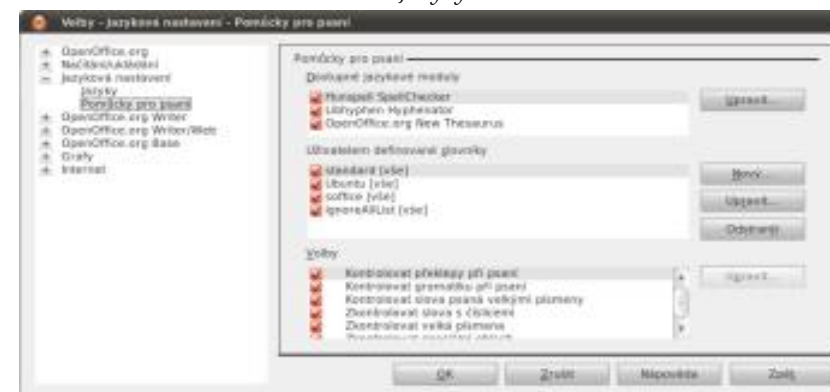 Volby - Jazyková nastavení - Pomůcky pro psaní
OpenOffice.org
Načítání/ukládání
Jazyková nastavení
Jazyky
Pomůcky pro psaní
OpenOffice.org Writer
OpenOffice.org Writer/Web
OpenOffice.org Base
Grafy
Internet
Pomůcky pro psaní
Dostupné jazykové moduly
Hunspell SpellChecker
Libhyphen Hyphenator
OpenOffice.org New Thesaurus
Upravit...
Uživatelem definované slovníky
standard [vše]
Ubuntu [vše]
soffice [vše]
IgnoreAllList [vše]
Nový...
Upravit...
Odstranit
Volby
Kontrolovat překlepy při psaní
Kontrolovat gramatiku při psaní
Kontrolovat slova psaná velkými písmeny
Zkontrolovat slova s číslicemi
Zkontrolovat velká písmena
Upravit...
OK
Zrušit
Nápověda
Zpět